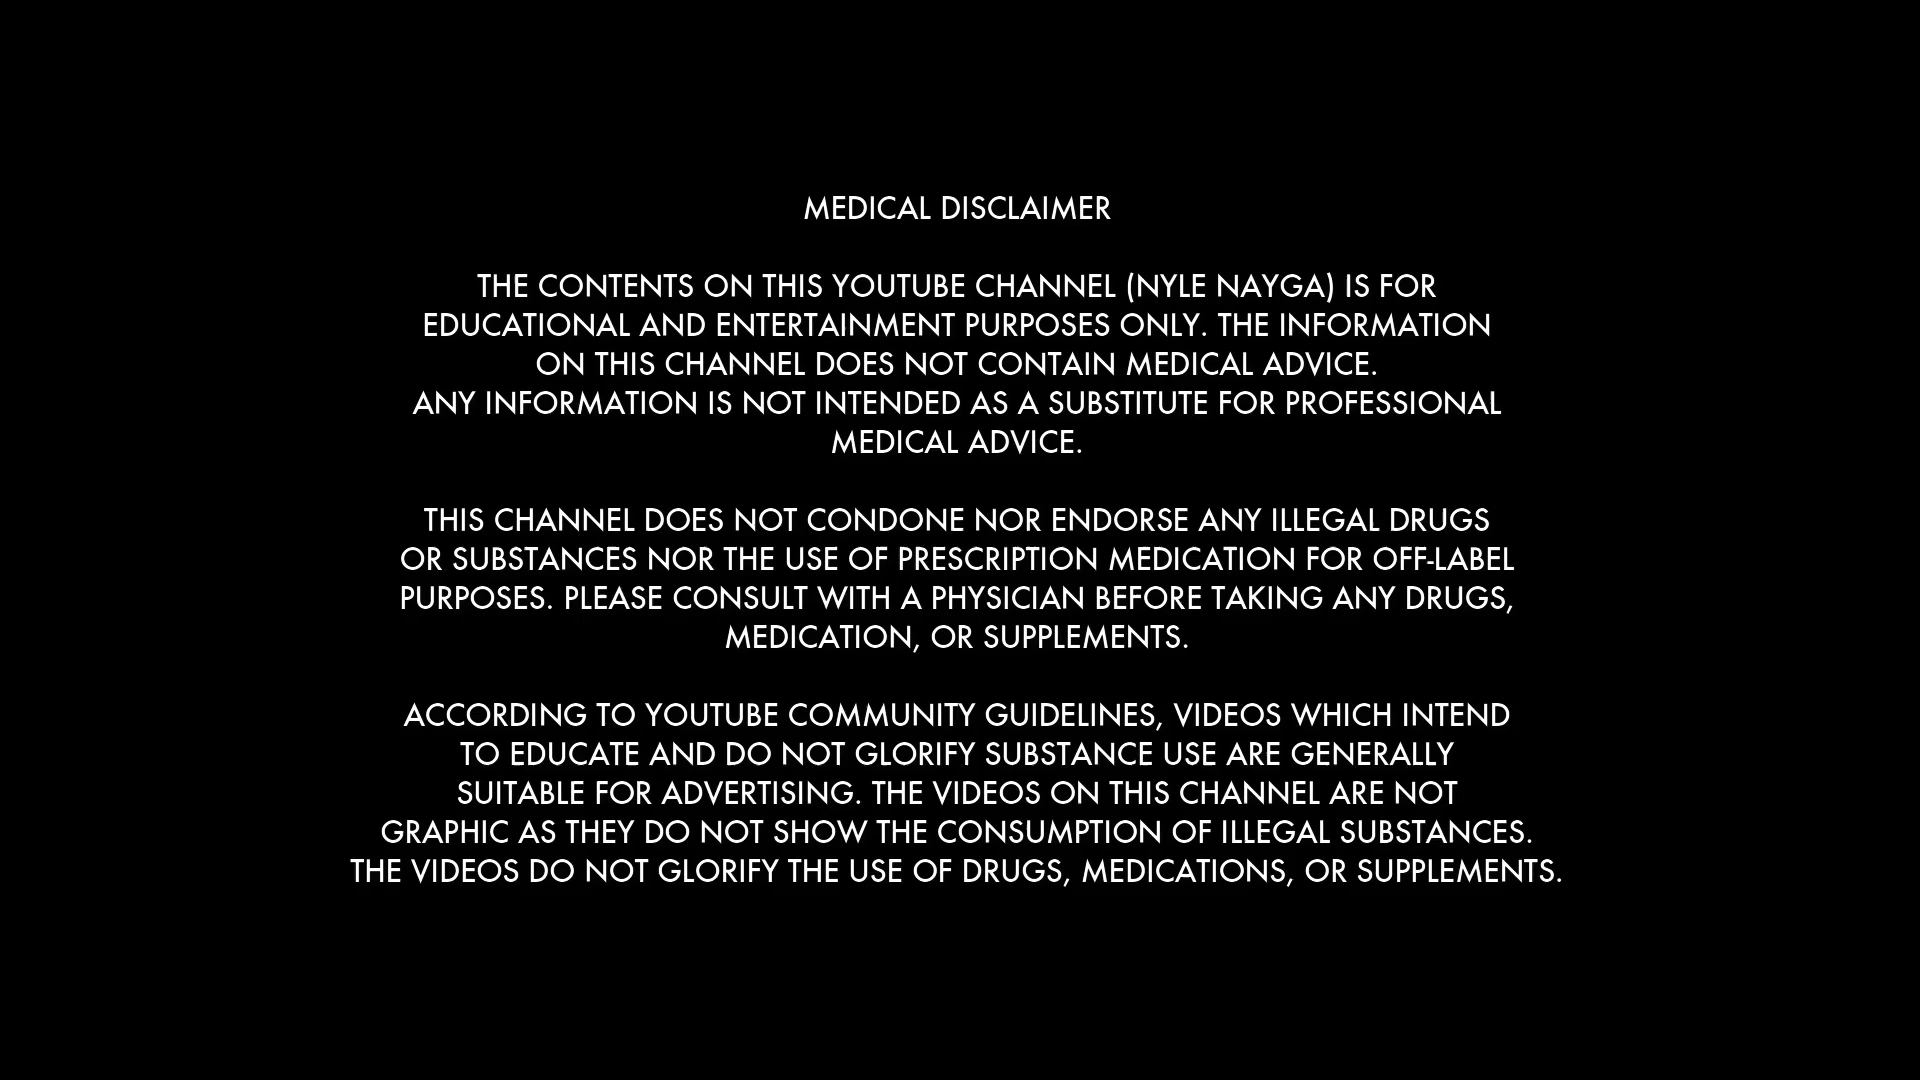 MEDICAL DISCLAIMER
THE CONTENTS ON THIS YOUTUBE CHANNEL (NYLE NAYGA) IS FOR
EDUCATIONAL AND ENTERTAINMENT PURPOSES ONLY. THE INFORMATION
ON THIS CHANNEL DOES NOT CONTAIN MEDICAL ADVICE.
ANY INFORMATION IS NOT INTENDED AS A SUBSTITUTE FOR PROFESSIONAL
MEDICAL ADVICE.
THIS CHANNEL DOES NOT CONDONE NOR ENDORSE ANY ILLEGAL DRUGS
OR SUBSTANCES NOR THE USE OF PRESCRIPTION MEDICATION FOR OFF-LABEL
PURPOSES. PLEASE CONSULT WITH A PHYSICIAN BEFORE TAKING ANY DRUGS,
MEDICATION, OR SUPPLEMENTS.
ACCORDING TO YOUTUBE COMMUNITY GUIDELINES, VIDEOS WHICH INTEND
TO EDUCATE AND DO NOT GLORIFY SUBSTANCE USE ARE GENERALLY
SUITABLE FOR ADVERTISING. THE VIDEOS ON THIS CHANNEL ARE NOT
GRAPHIC AS THEY DO NOT SHOW THE CONSUMPTION OF ILLEGAL SUBSTANCES.
THE VIDEOS DO NOT GLORIFY THE USE OF DRUGS, MEDICATIONS, OR SUPPLEMENTS.